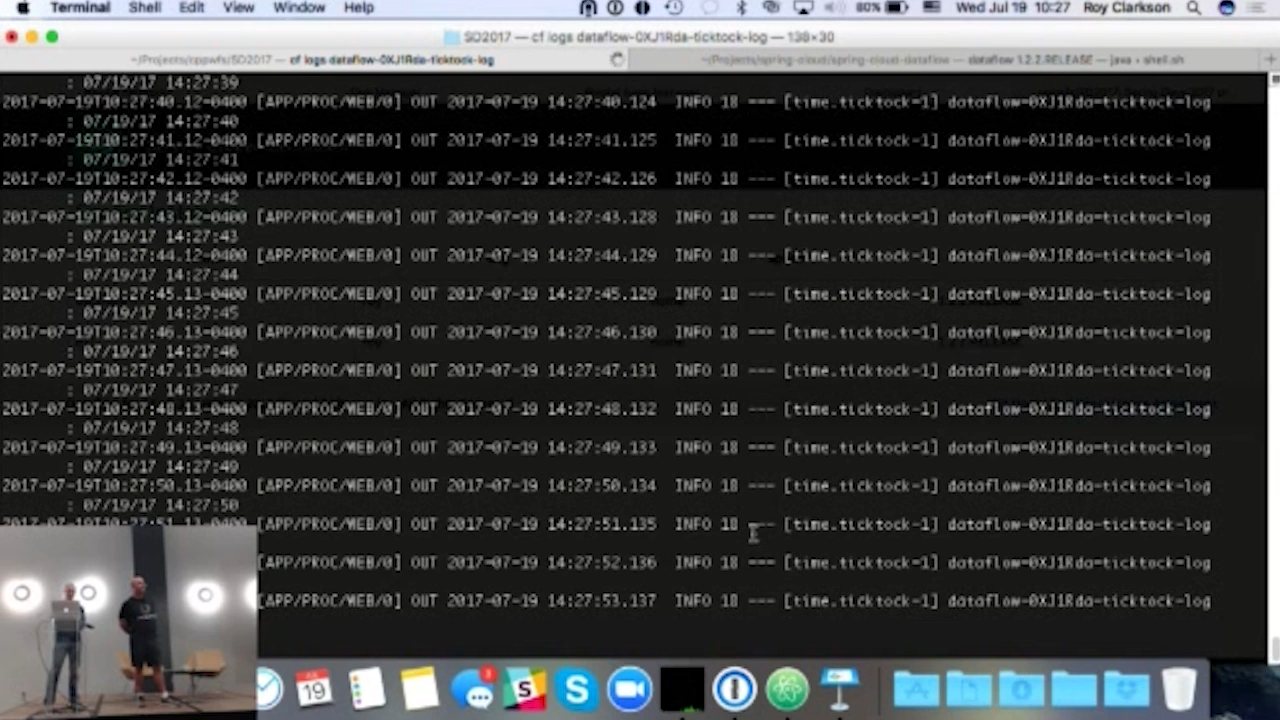 Terminal Shell Edit View Window Help 80% Wed Jul 19 10:27 Roy Clarkson
SD2017 — cf logs dataflow-0XJ1Rda-ticktock-log — 138×30
~/Projects/cppwfs/SD2017 — cf logs dataflow-0XJ1Rda-ticktock-log ~/Projects/spring-cloud/spring-cloud-dataflow — dataflow 1.2.2.RELEASE — java • shell.sh
: 07/19/17 14:27:39
2017-07-19T10:27:40.12-0400 [APP/PROC/WEB/0] OUT 2017-07-19 14:27:40.124 INFO 18 --- [time.ticktock-1] dataflow-0XJ1Rda-ticktock-log
: 07/19/17 14:27:40
2017-07-19T10:27:41.12-0400 [APP/PROC/WEB/0] OUT 2017-07-19 14:27:41.125 INFO 18 --- [time.ticktock-1] dataflow-0XJ1Rda-ticktock-log
: 07/19/17 14:27:41
2017-07-19T10:27:42.12-0400 [APP/PROC/WEB/0] OUT 2017-07-19 14:27:42.126 INFO 18 --- [time.ticktock-1] dataflow-0XJ1Rda-ticktock-log
: 07/19/17 14:27:42
2017-07-19T10:27:43.12-0400 [APP/PROC/WEB/0] OUT 2017-07-19 14:27:43.128 INFO 18 --- [time.ticktock-1] dataflow-0XJ1Rda-ticktock-log
: 07/19/17 14:27:43
2017-07-19T10:27:44.12-0400 [APP/PROC/WEB/0] OUT 2017-07-19 14:27:44.129 INFO 18 --- [time.ticktock-1] dataflow-0XJ1Rda-ticktock-log
: 07/19/17 14:27:44
2017-07-19T10:27:45.13-0400 [APP/PROC/WEB/0] OUT 2017-07-19 14:27:45.129 INFO 18 --- [time.ticktock-1] dataflow-0XJ1Rda-ticktock-log
: 07/19/17 14:27:45
2017-07-19T10:27:46.13-0400 [APP/PROC/WEB/0] OUT 2017-07-19 14:27:46.130 INFO 18 --- [time.ticktock-1] dataflow-0XJ1Rda-ticktock-log
: 07/19/17 14:27:46
2017-07-19T10:27:47.13-0400 [APP/PROC/WEB/0] OUT 2017-07-19 14:27:47.131 INFO 18 --- [time.ticktock-1] dataflow-0XJ1Rda-ticktock-log
: 07/19/17 14:27:47
2017-07-19T10:27:48.13-0400 [APP/PROC/WEB/0] OUT 2017-07-19 14:27:48.132 INFO 18 --- [time.ticktock-1] dataflow-0XJ1Rda-ticktock-log
: 07/19/17 14:27:48
2017-07-19T10:27:49.13-0400 [APP/PROC/WEB/0] OUT 2017-07-19 14:27:49.133 INFO 18 --- [time.ticktock-1] dataflow-0XJ1Rda-ticktock-log
: 07/19/17 14:27:49
2017-07-19T10:27:50.13-0400 [APP/PROC/WEB/0] OUT 2017-07-19 14:27:50.134 INFO 18 --- [time.ticktock-1] dataflow-0XJ1Rda-ticktock-log
: 07/19/17 14:27:50
[APP/PROC/WEB/0] OUT 2017-07-19 14:27:51.135 INFO 18 --- [time.ticktock-1] dataflow-0XJ1Rda-ticktock-log
[APP/PROC/WEB/0] OUT 2017-07-19 14:27:52.136 INFO 18 --- [time.ticktock-1] dataflow-0XJ1Rda-ticktock-log
[APP/PROC/WEB/0] OUT 2017-07-19 14:27:53.137 INFO 18 --- [time.ticktock-1] dataflow-0XJ1Rda-ticktock-log
19
3